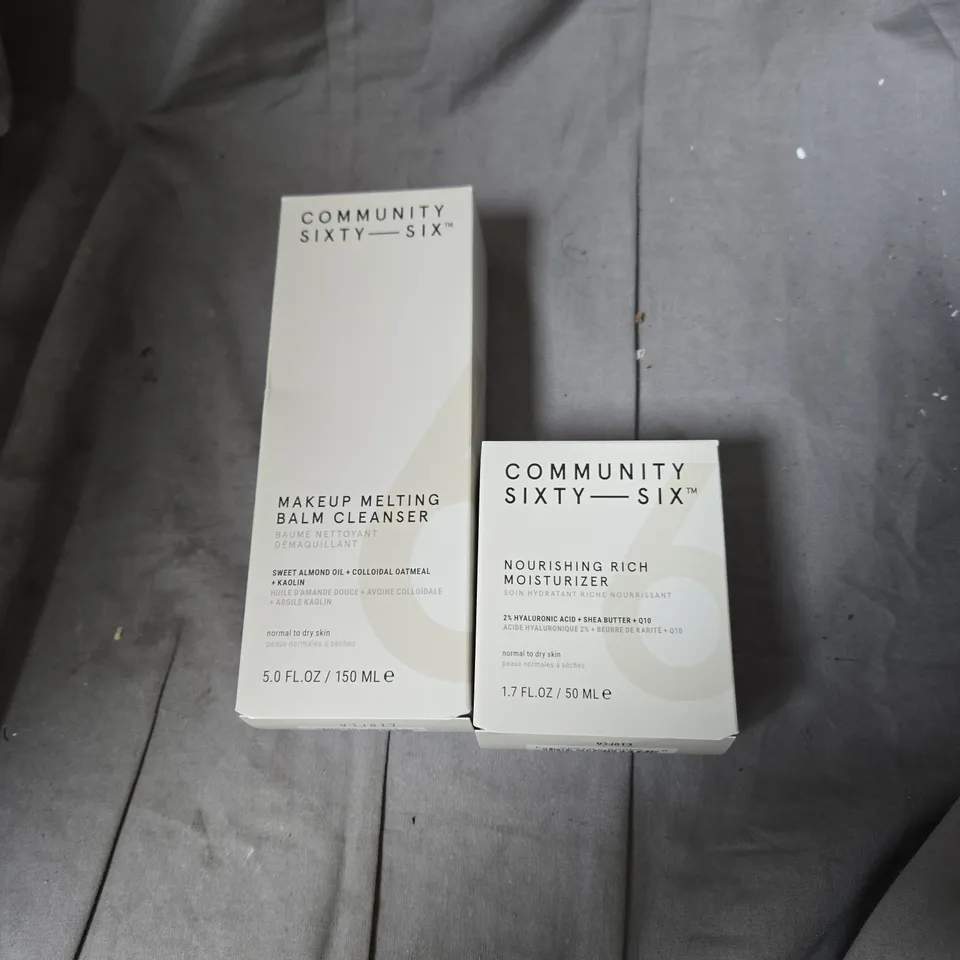 COMMUNITY
SIXTY—SIX™
MAKEUP MELTING
BALM CLEANSER
BAUME NETTOYANT
DÉMAQUILLANT
SWEET ALMOND OIL + COLLOIDAL OATMEAL
+ KAOLIN
HUILE D'AMANDE DOUCE + AVOINE COLLOÏDALE
+ ARGILE KAOLIN
normal to dry skin
peaux normales à sèches
5.0 FL.OZ / 150 ML ℮
COMMUNITY
SIXTY—SIX™
NOURISHING RICH
MOISTURIZER
SOIN HYDRATANT RICHE NOURRISSANT
2% HYALURONIC ACID + SHEA BUTTER + Q10
ACIDE HYALURONIQUE 2% + BEURRE DE KARITÉ + Q10
normal to dry skin
peaux normales à sèches
1.7 FL.OZ / 50 ML ℮